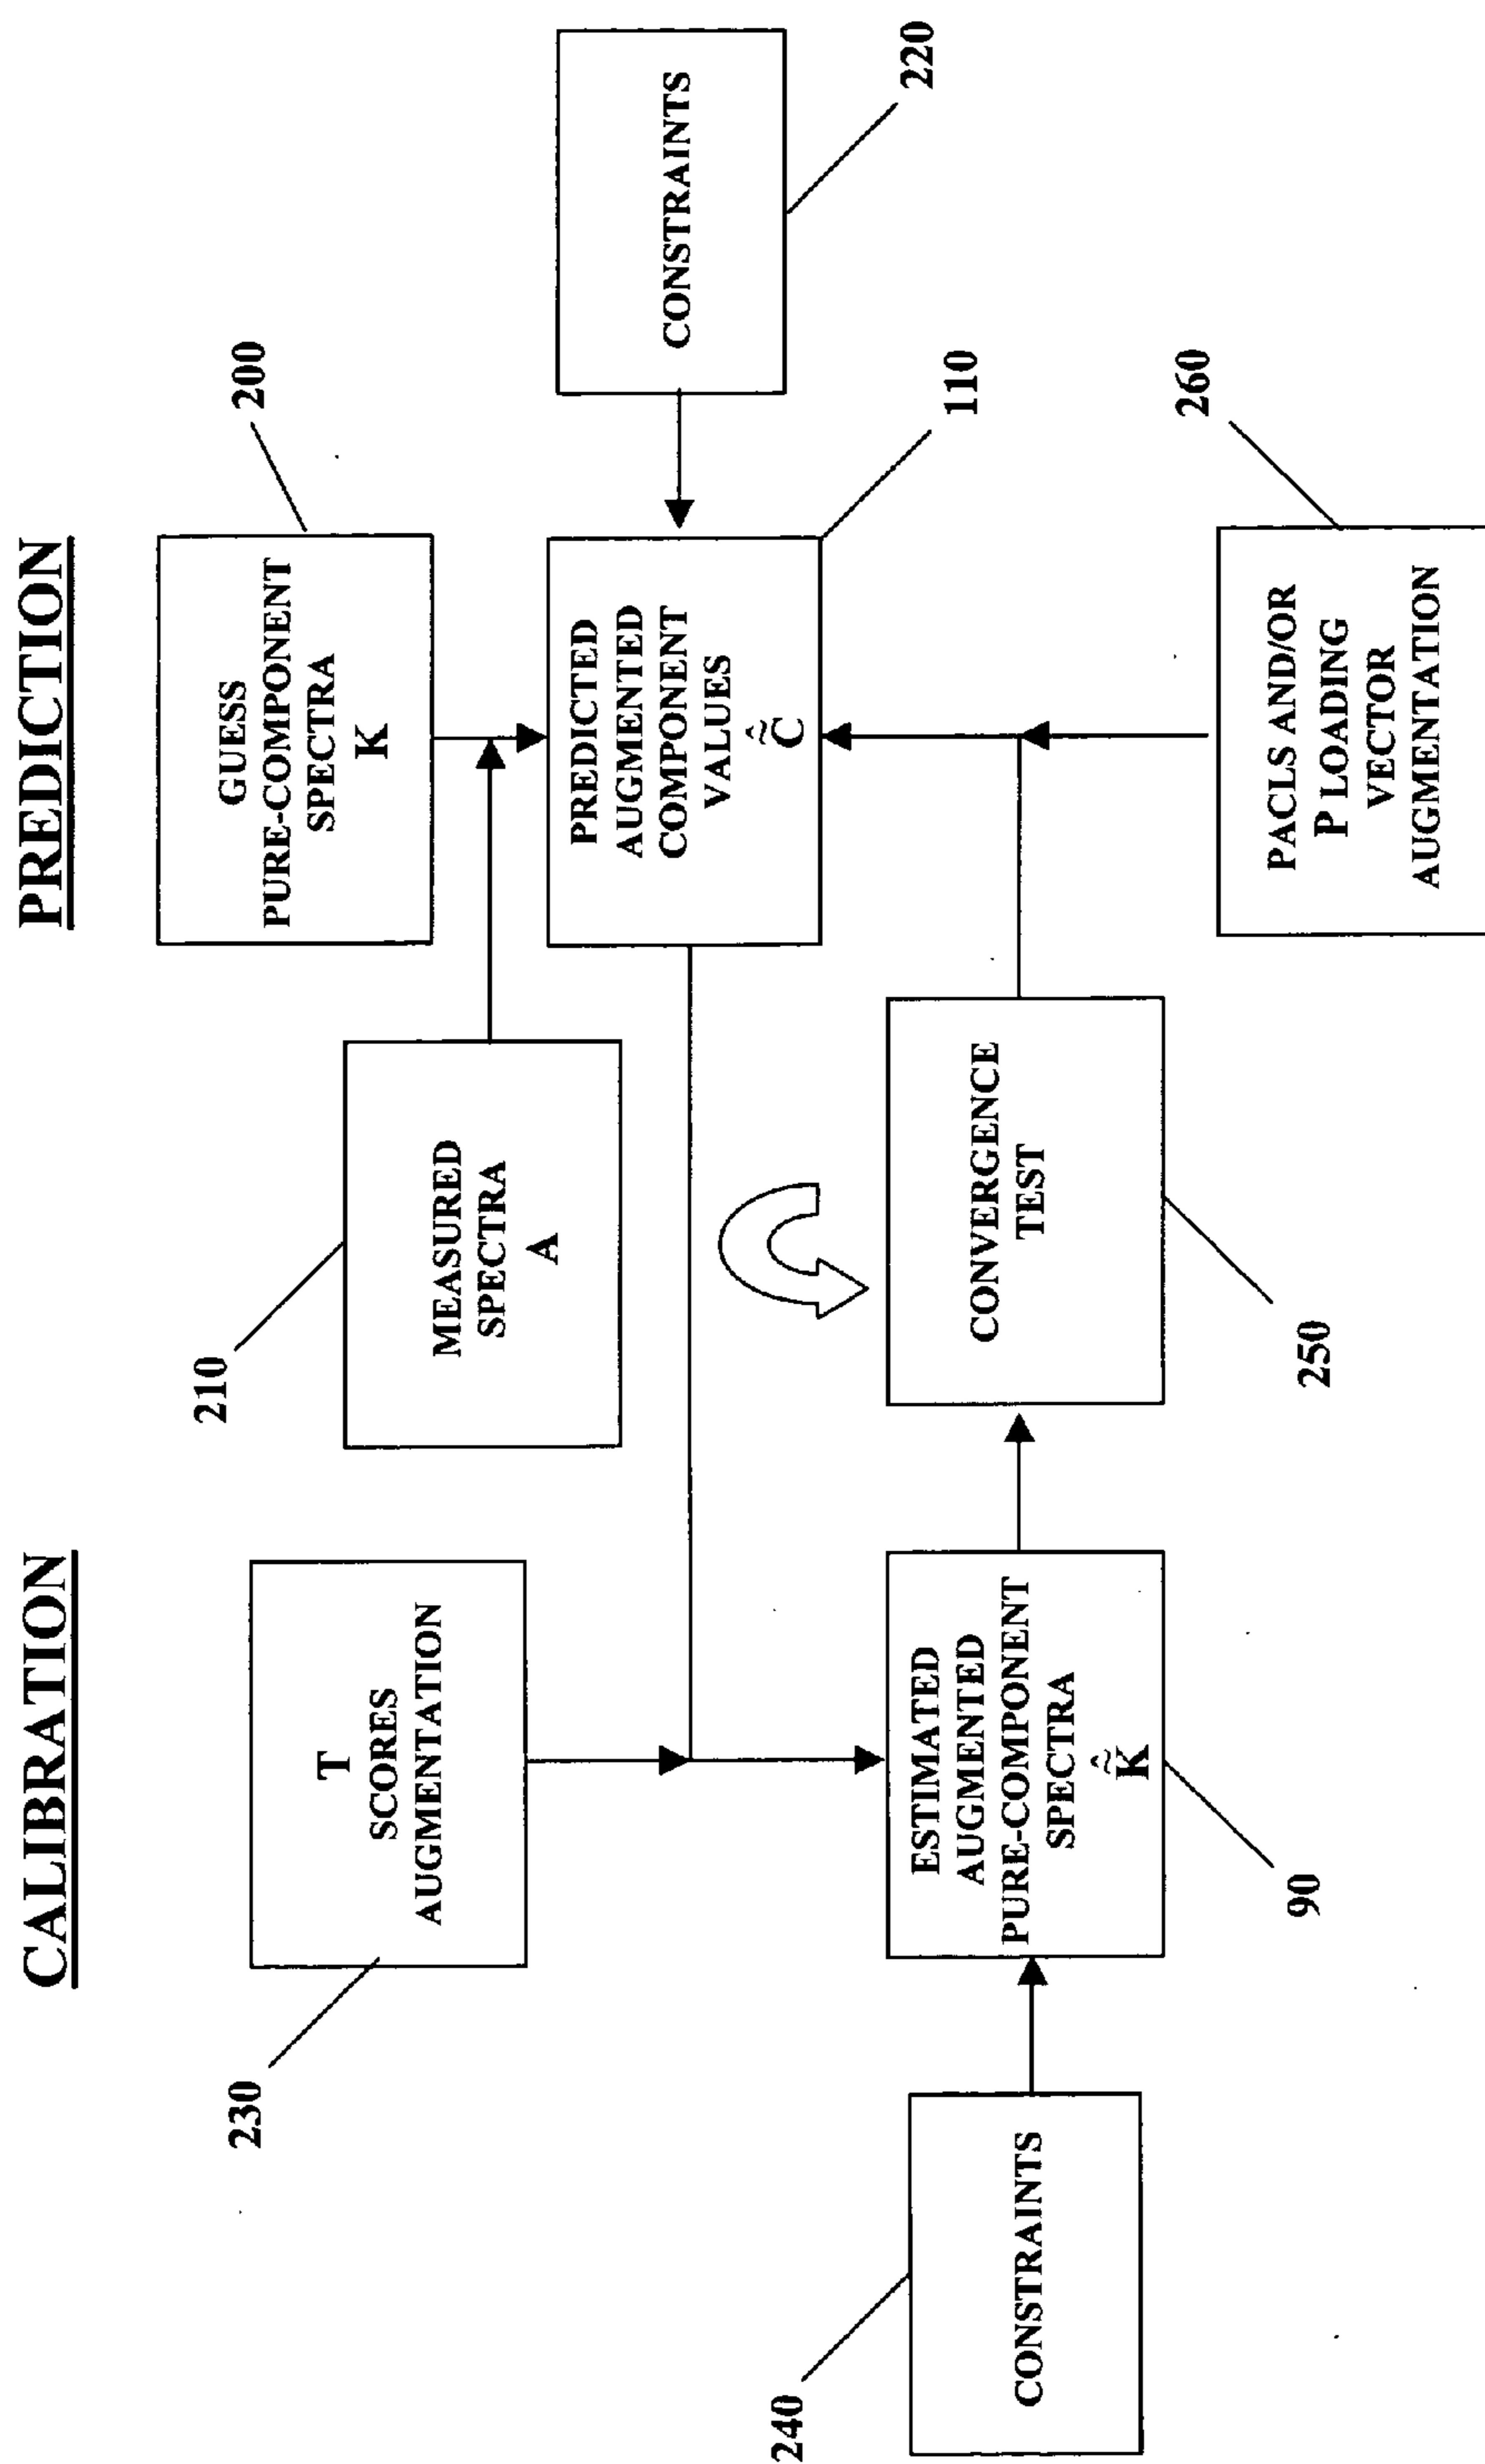 CALIBRATION
PREDICTION
230
T
SCORES
AUGMENTATION
210
MEASURED
SPECTRA
A
200
GUESS
PURE-COMPONENT
SPECTRA
K
PREDICTED
AUGMENTED
COMPONENT
VALUES
C̃̂
110
CONSTRAINTS
220
240
CONSTRAINTS
ESTIMATED
AUGMENTED
PURE-COMPONENT
SPECTRA
K̃̂
90
CONVERGENCE
TEST
250
260
PACLS AND/OR
P LOADING
VECTOR
AUGMENTATION